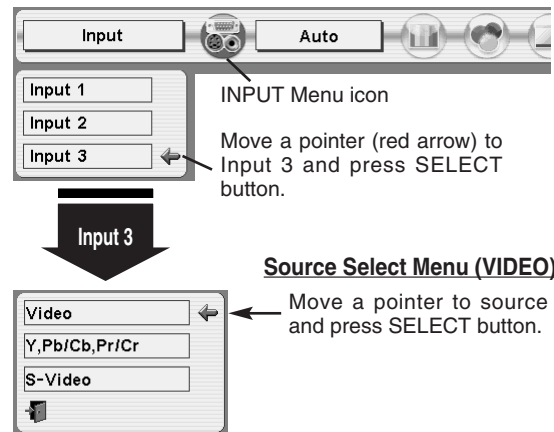 Input
Auto
Input 1
Input 2
Input 3
INPUT Menu icon
Move a pointer (red arrow) to
Input 3 and press SELECT
button.
Input 3
Source Select Menu (VIDEO)
Video
Y,Pb/Cb,Pr/Cr
S-Video
Move a pointer to source
and press SELECT button.